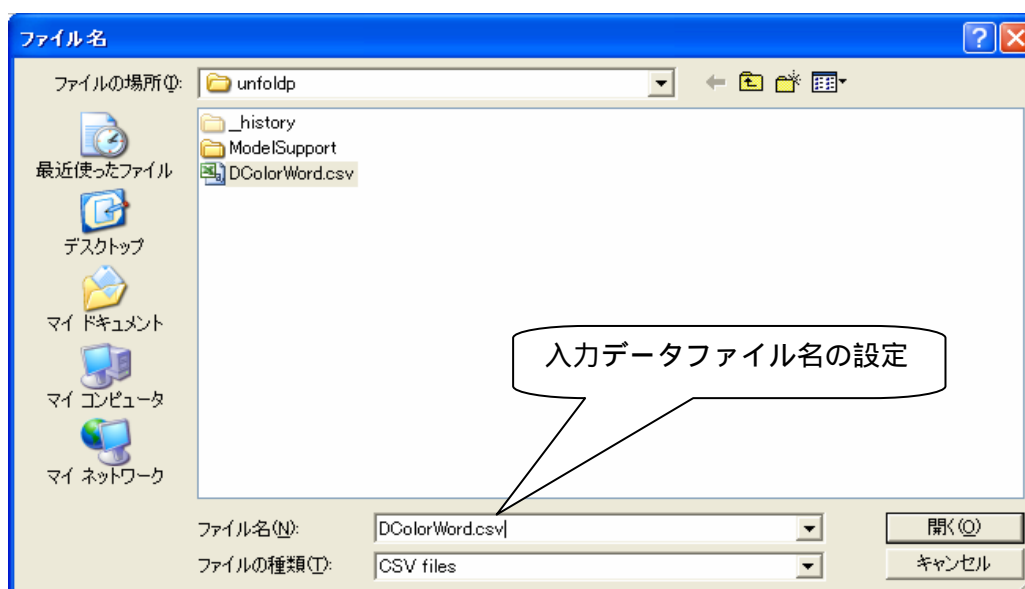 ファイル名
ファイルの場所(I):
unfoldp
_history
ModelSupport
DColorWord.csv
最近使ったファイル
デスクトップ
マイ ドキュメント
マイ コンピュータ
マイ ネットワーク
入力データファイル名の設定
ファイル名(N):
DColorWord.csv
開く(O)
ファイルの種類(T):
CSV files
キャンセル